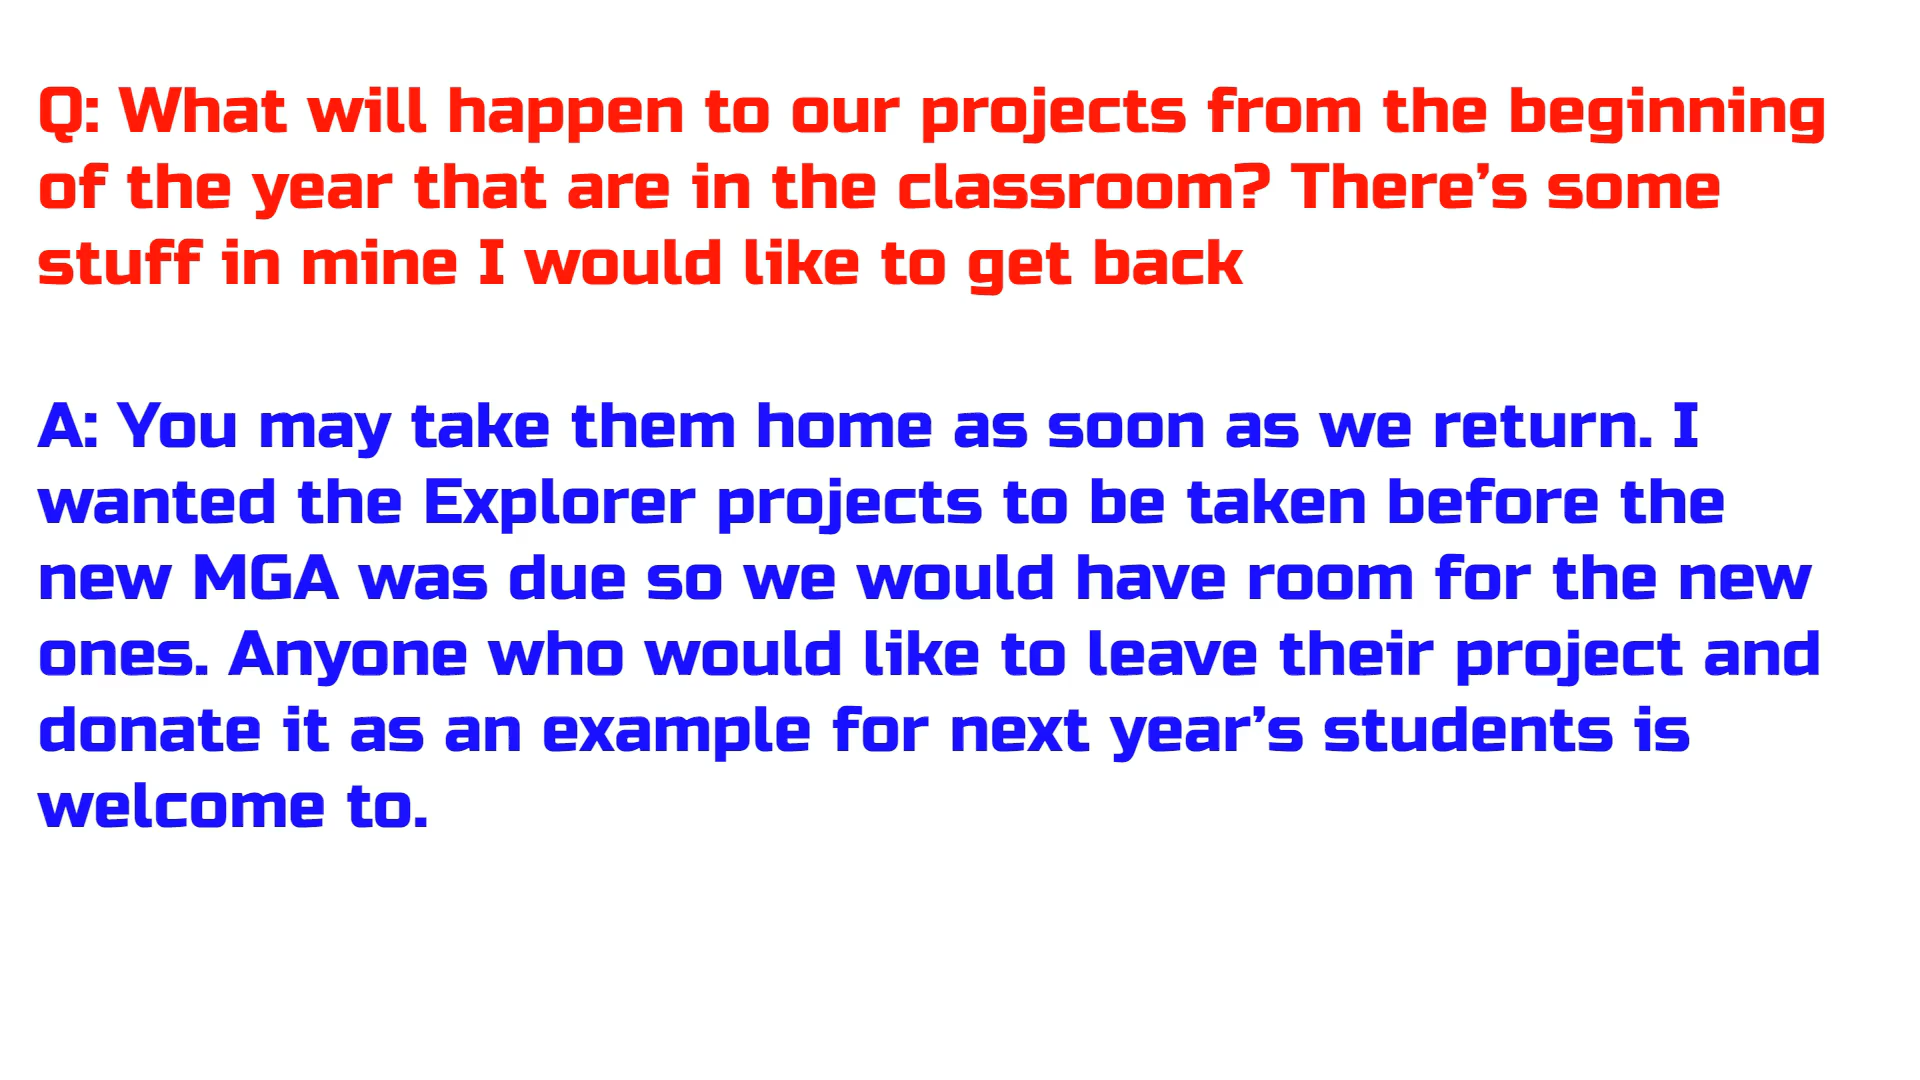 Q: What will happen to our projects from the beginning
of the year that are in the classroom? There’s some
stuff in mine I would like to get back
A: You may take them home as soon as we return. I
wanted the Explorer projects to be taken before the
new MGA was due so we would have room for the new
ones. Anyone who would like to leave their project and
donate it as an example for next year’s students is
welcome to.